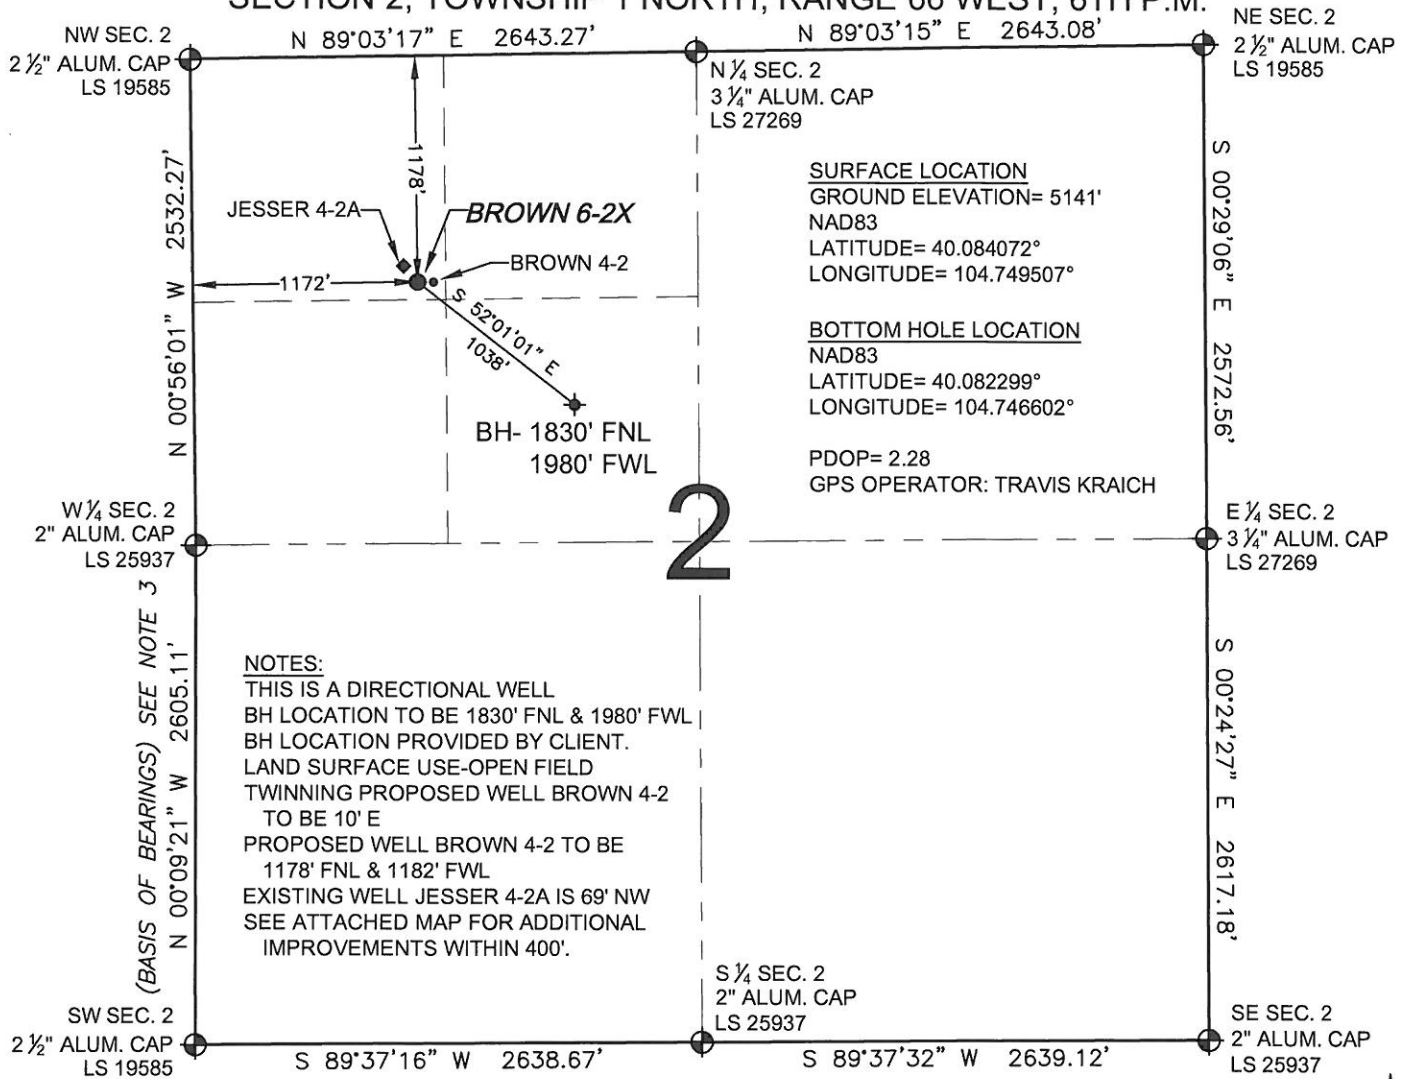 SECTION 2, TOWNSHIP 1 NORTH, RANGE 66 WEST, 6TH P.M.
NW SEC. 2
2 ½" ALUM. CAP
LS 19585
N 89°03'17" E 2643.27'
N 89°03'15" E 2643.08'
NE SEC. 2
2 ½" ALUM. CAP
LS 19585
N ¼ SEC. 2
3 ¼" ALUM. CAP
LS 27269
1178'
N 00°56'01" W 2532.27'
JESSER 4-2A
BROWN 6-2X
BROWN 4-2
1172'
S 52°01'01" E
1038'
BH- 1830' FNL
1980' FWL
SURFACE LOCATION
GROUND ELEVATION= 5141'
NAD83
LATITUDE= 40.084072°
LONGITUDE= 104.749507°
BOTTOM HOLE LOCATION
NAD83
LATITUDE= 40.082299°
LONGITUDE= 104.746602°
PDOP= 2.28
GPS OPERATOR: TRAVIS KRAICH
S 00°29'06" E 2572.56'
W ¼ SEC. 2
2" ALUM. CAP
LS 25937
2
E ¼ SEC. 2
3 ¼" ALUM. CAP
LS 27269
(BASIS OF BEARINGS) SEE NOTE 3
N 00°09'21" W 2605.11'
NOTES:
THIS IS A DIRECTIONAL WELL
BH LOCATION TO BE 1830' FNL & 1980' FWL
BH LOCATION PROVIDED BY CLIENT.
LAND SURFACE USE-OPEN FIELD
TWINNING PROPOSED WELL BROWN 4-2
TO BE 10' E
PROPOSED WELL BROWN 4-2 TO BE
1178' FNL & 1182' FWL
EXISTING WELL JESSER 4-2A IS 69' NW
SEE ATTACHED MAP FOR ADDITIONAL
IMPROVEMENTS WITHIN 400'.
S 00°24'27" E 2617.18'
SW SEC. 2
2 ½" ALUM. CAP
LS 19585
S 89°37'16" W 2638.67'
S ¼ SEC. 2
2" ALUM. CAP
LS 25937
S 89°37'32" W 2639.12'
SE SEC. 2
2" ALUM. CAP
LS 25937